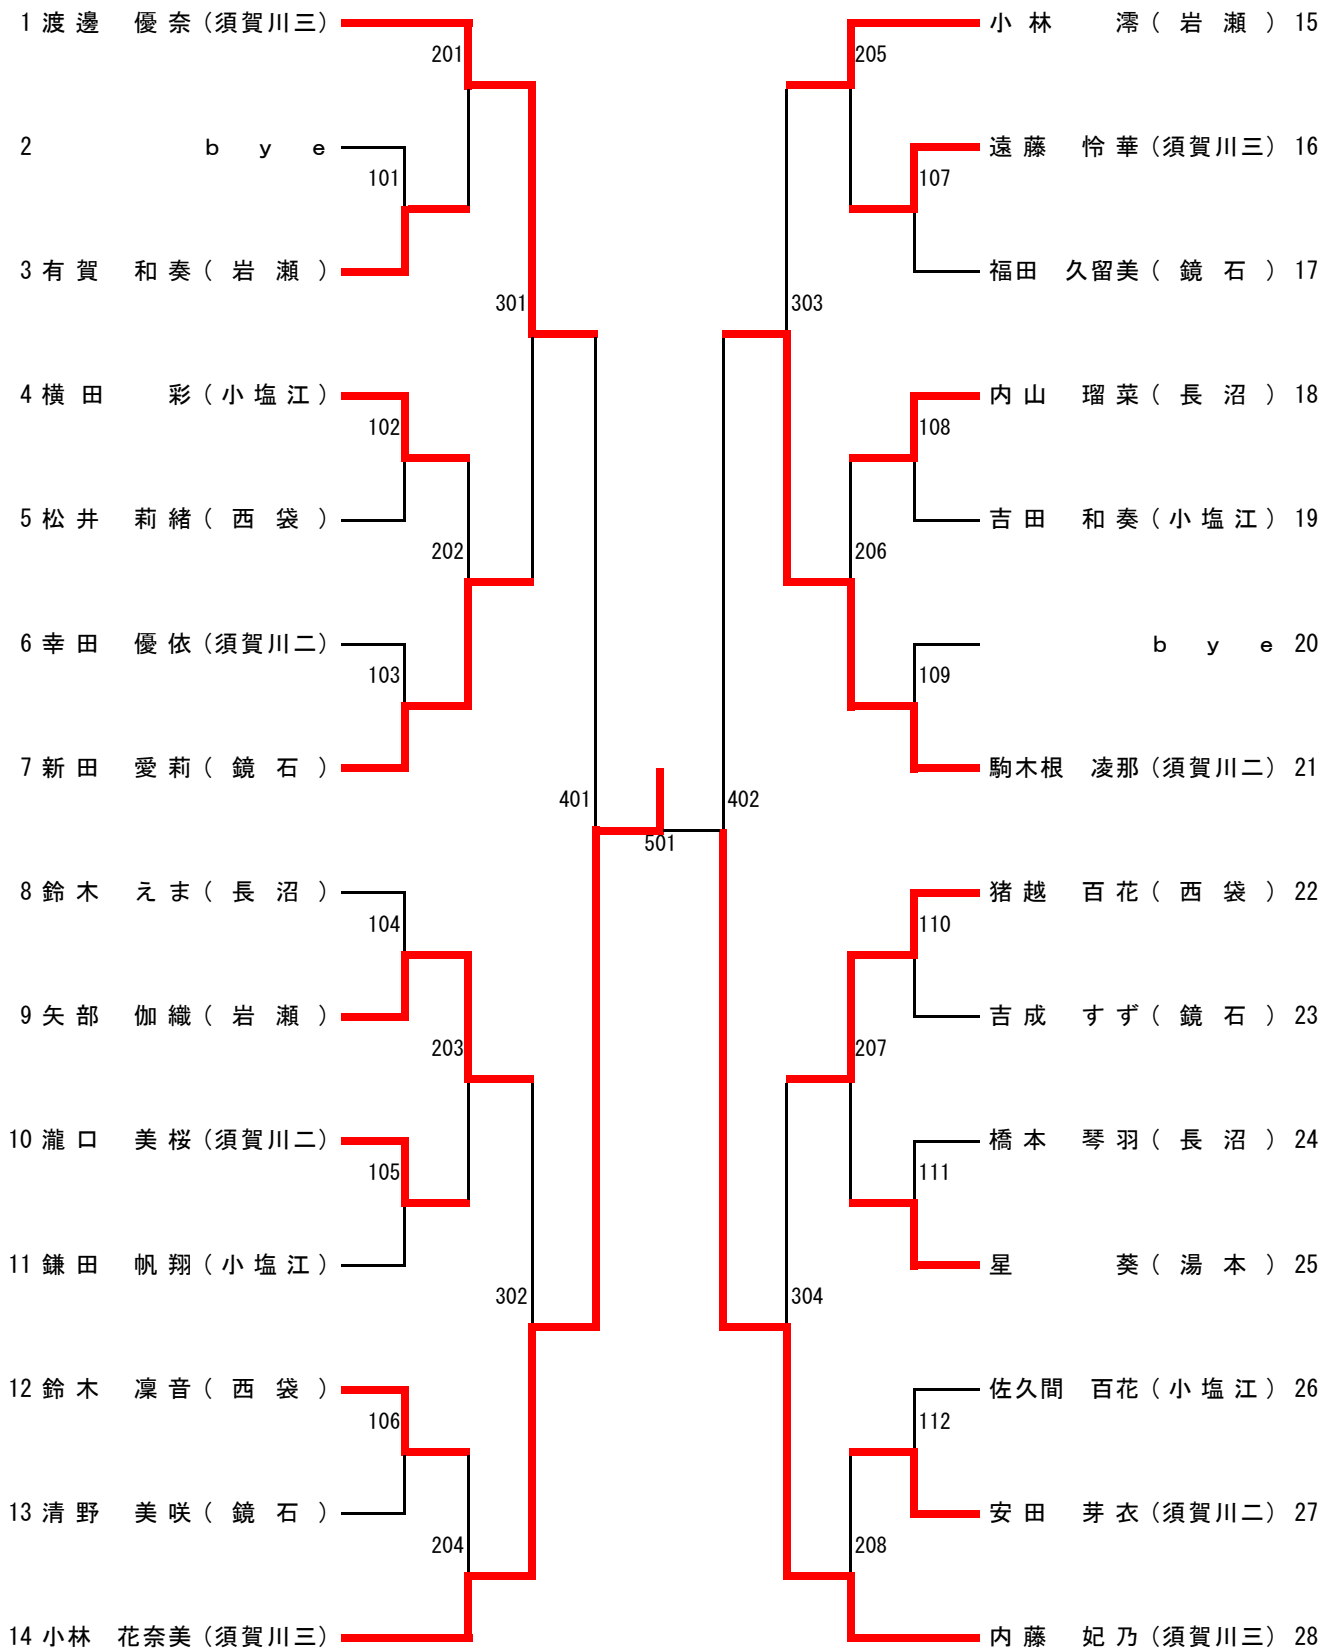 1 渡邊 優奈(須賀川三)
201
2 bye
101
3 有賀 和奏(岩瀬)
301
4 横田 彩(小塩江)
102
5 松井 莉緒(西袋)
202
6 幸田 優依(須賀川二)
103
7 新田 愛莉(鏡石)
401
8 鈴木 えま(長沼)
104
9 矢部 伽織(岩瀬)
203
10 瀧口 美桜(須賀川二)
105
11 鎌田 帆翔(小塩江)
302
12 鈴木 凜音(西袋)
106
13 清野 美咲(鏡石)
204
14 小林 花奈美(須賀川三)
501
小林 澪(岩瀬) 15
205
遠藤 怜華(須賀川三) 16
107
福田 久留美(鏡石) 17
303
内山 瑠菜(長沼) 18
108
吉田 和奏(小塩江) 19
206
bye 20
109
駒木根 凌那(須賀川二) 21
402
猪越 百花(西袋) 22
110
吉成 すず(鏡石) 23
207
橋本 琴羽(長沼) 24
111
星 葵(湯本) 25
304
佐久間 百花(小塩江) 26
112
安田 芽衣(須賀川二) 27
208
内藤 妃乃(須賀川三) 28